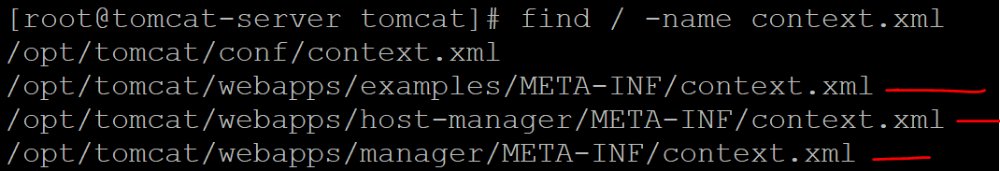 [root@tomcat-server tomcat]# find / -name context.xml
/opt/tomcat/conf/context.xml
/opt/tomcat/webapps/examples/META-INF/context.xml
/opt/tomcat/webapps/host-manager/META-INF/context.xml
/opt/tomcat/webapps/manager/META-INF/context.xml